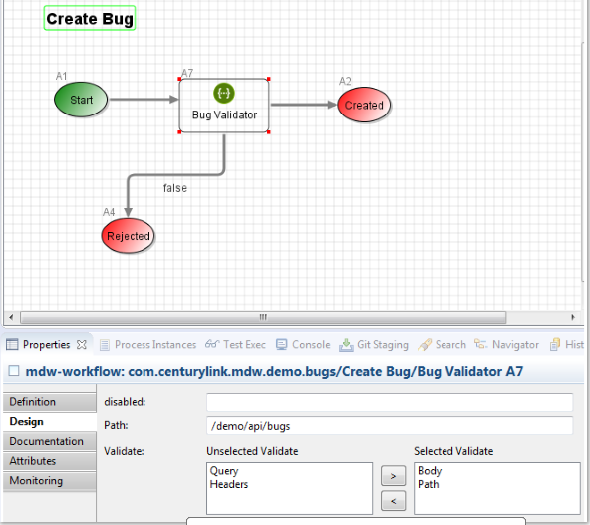 Create Bug
A1
A7
A2
Start
Bug Validator
Created
false
A4
Rejected
Properties Process Instances Test Exec Console Git Staging Search Navigator Hist
mdw-workflow: com.centurylink.mdw.demo.bugs/Create Bug/Bug Validator A7
Definition
Design
Documentation
Attributes
Monitoring
disabled:
Path: /demo/api/bugs
Validate: Unselected Validate Selected Validate
Query
Headers
>
<
Body
Path